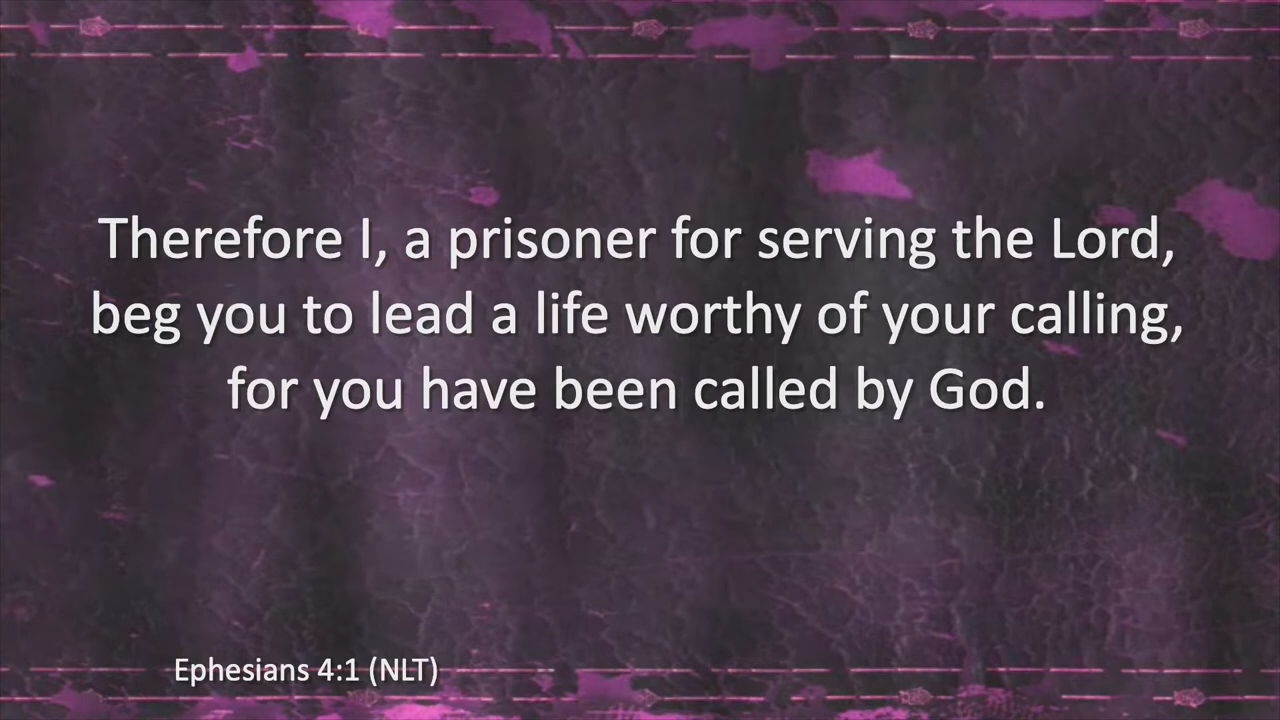 Therefore I, a prisoner for serving the Lord,
beg you to lead a life worthy of your calling,
for you have been called by God.
Ephesians 4:1 (NLT)